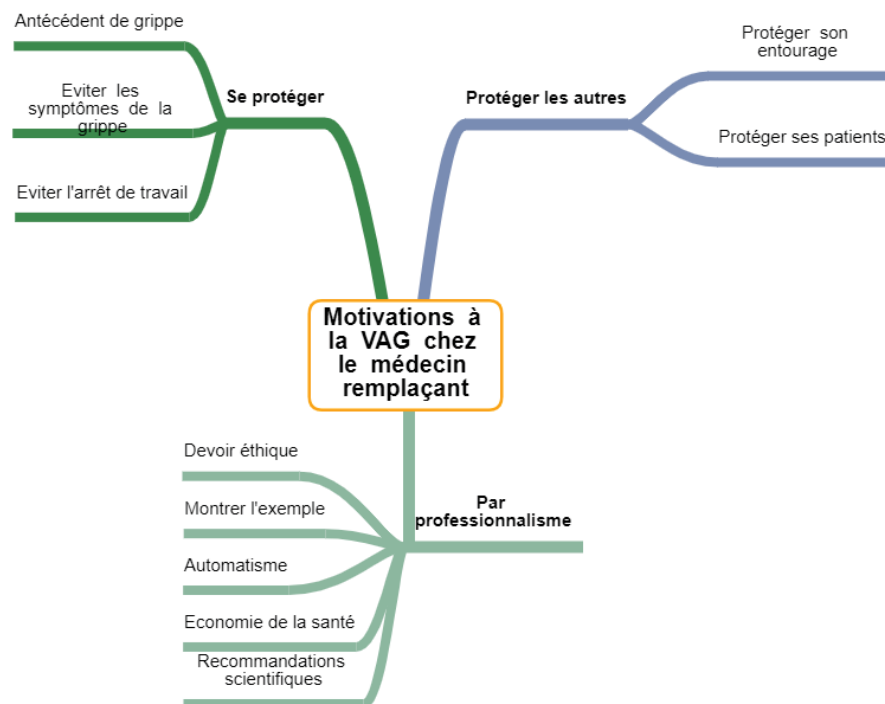 Antécédent de grippe
Eviter les
symptômes de la
grippe
Eviter l'arrêt de travail
Se protéger
Protéger les autres
Protéger son
entourage
Protéger ses patients
Motivations à
la VAG chez
le médecin
remplaçant
Devoir éthique
Montrer l'exemple
Automatisme
Economie de la santé
Recommandations
scientifiques
Par
professionnalisme